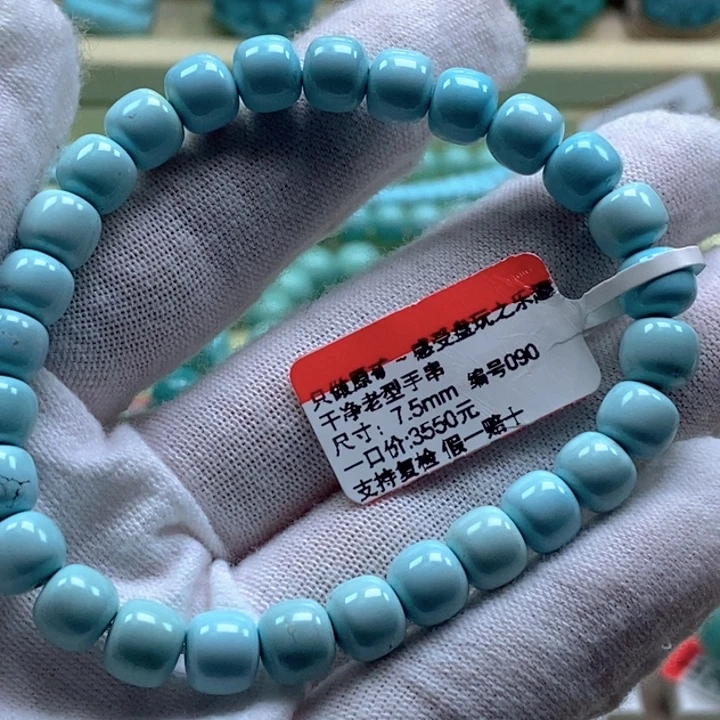 只做原矿～感受盘玩之乐趣
干净老型手串
尺寸：7.5mm 编号090
一口价:3550元
支持复检 假一赔十